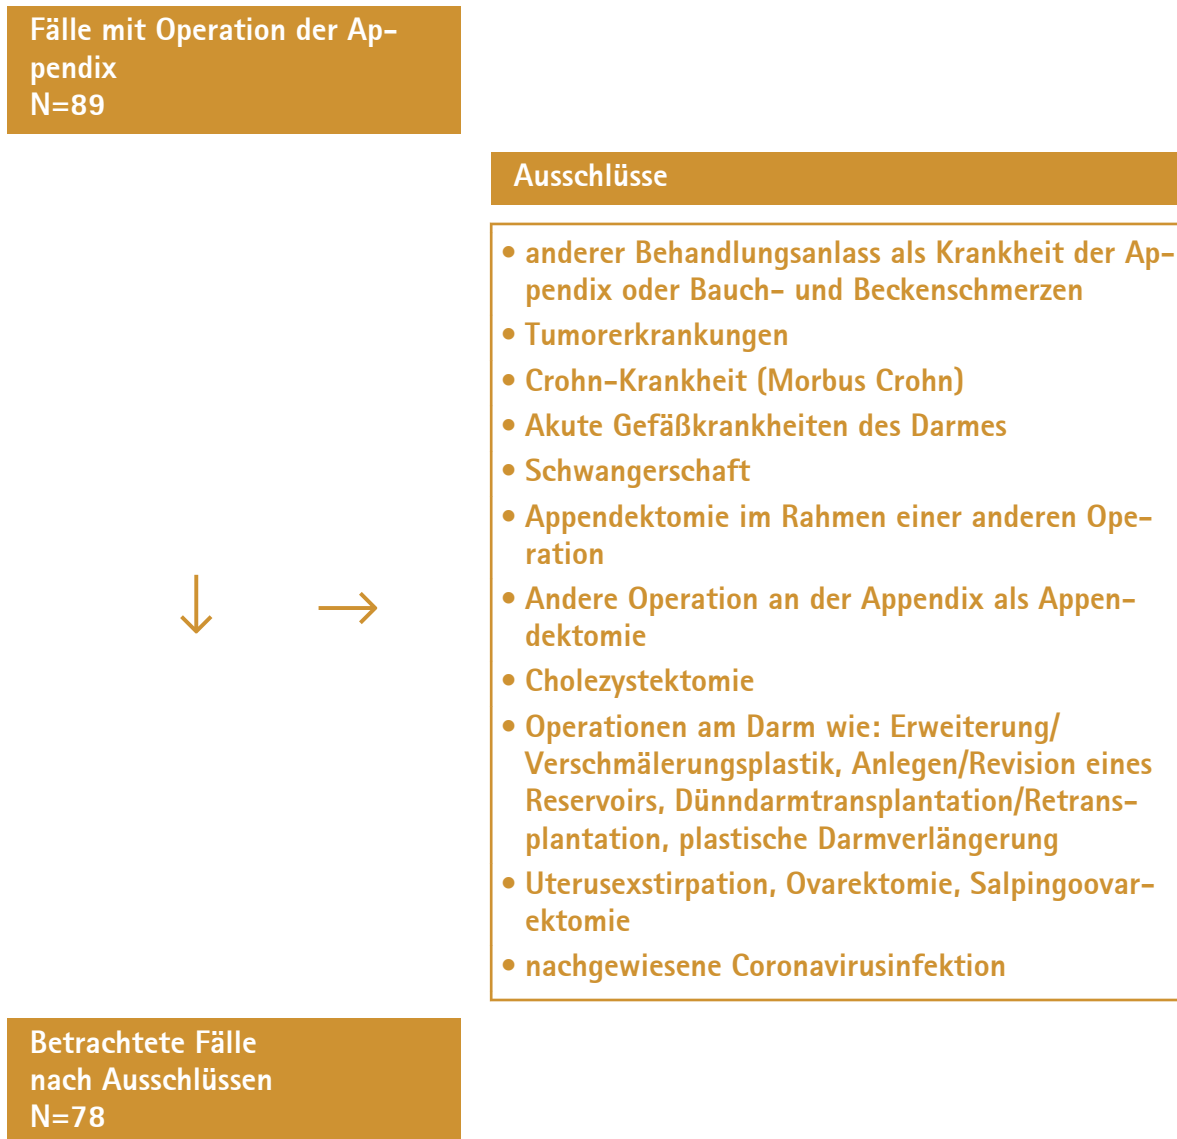 Fälle mit Operation der Ap-
pendix
N=89
Ausschlüsse
• anderer Behandlungsanlass als Krankheit der Ap-
pendix oder Bauch- und Beckenschmerzen
• Tumorerkrankungen
• Crohn-Krankheit (Morbus Crohn)
• Akute Gefäßkrankheiten des Darmes
• Schwangerschaft
• Appendektomie im Rahmen einer anderen Ope-
ration
• Andere Operation an der Appendix als Appen-
dektomie
• Cholezystektomie
• Operationen am Darm wie: Erweiterung/
Verschmälerungsplastik, Anlegen/Revision eines
Reservoirs, Dünndarmtransplantation/Retrans-
plantation, plastische Darmverlängerung
• Uterusexstirpation, Ovarektomie, Salpingoovar-
ektomie
• nachgewiesene Coronavirusinfektion
Betrachtete Fälle
nach Ausschlüssen
N=78